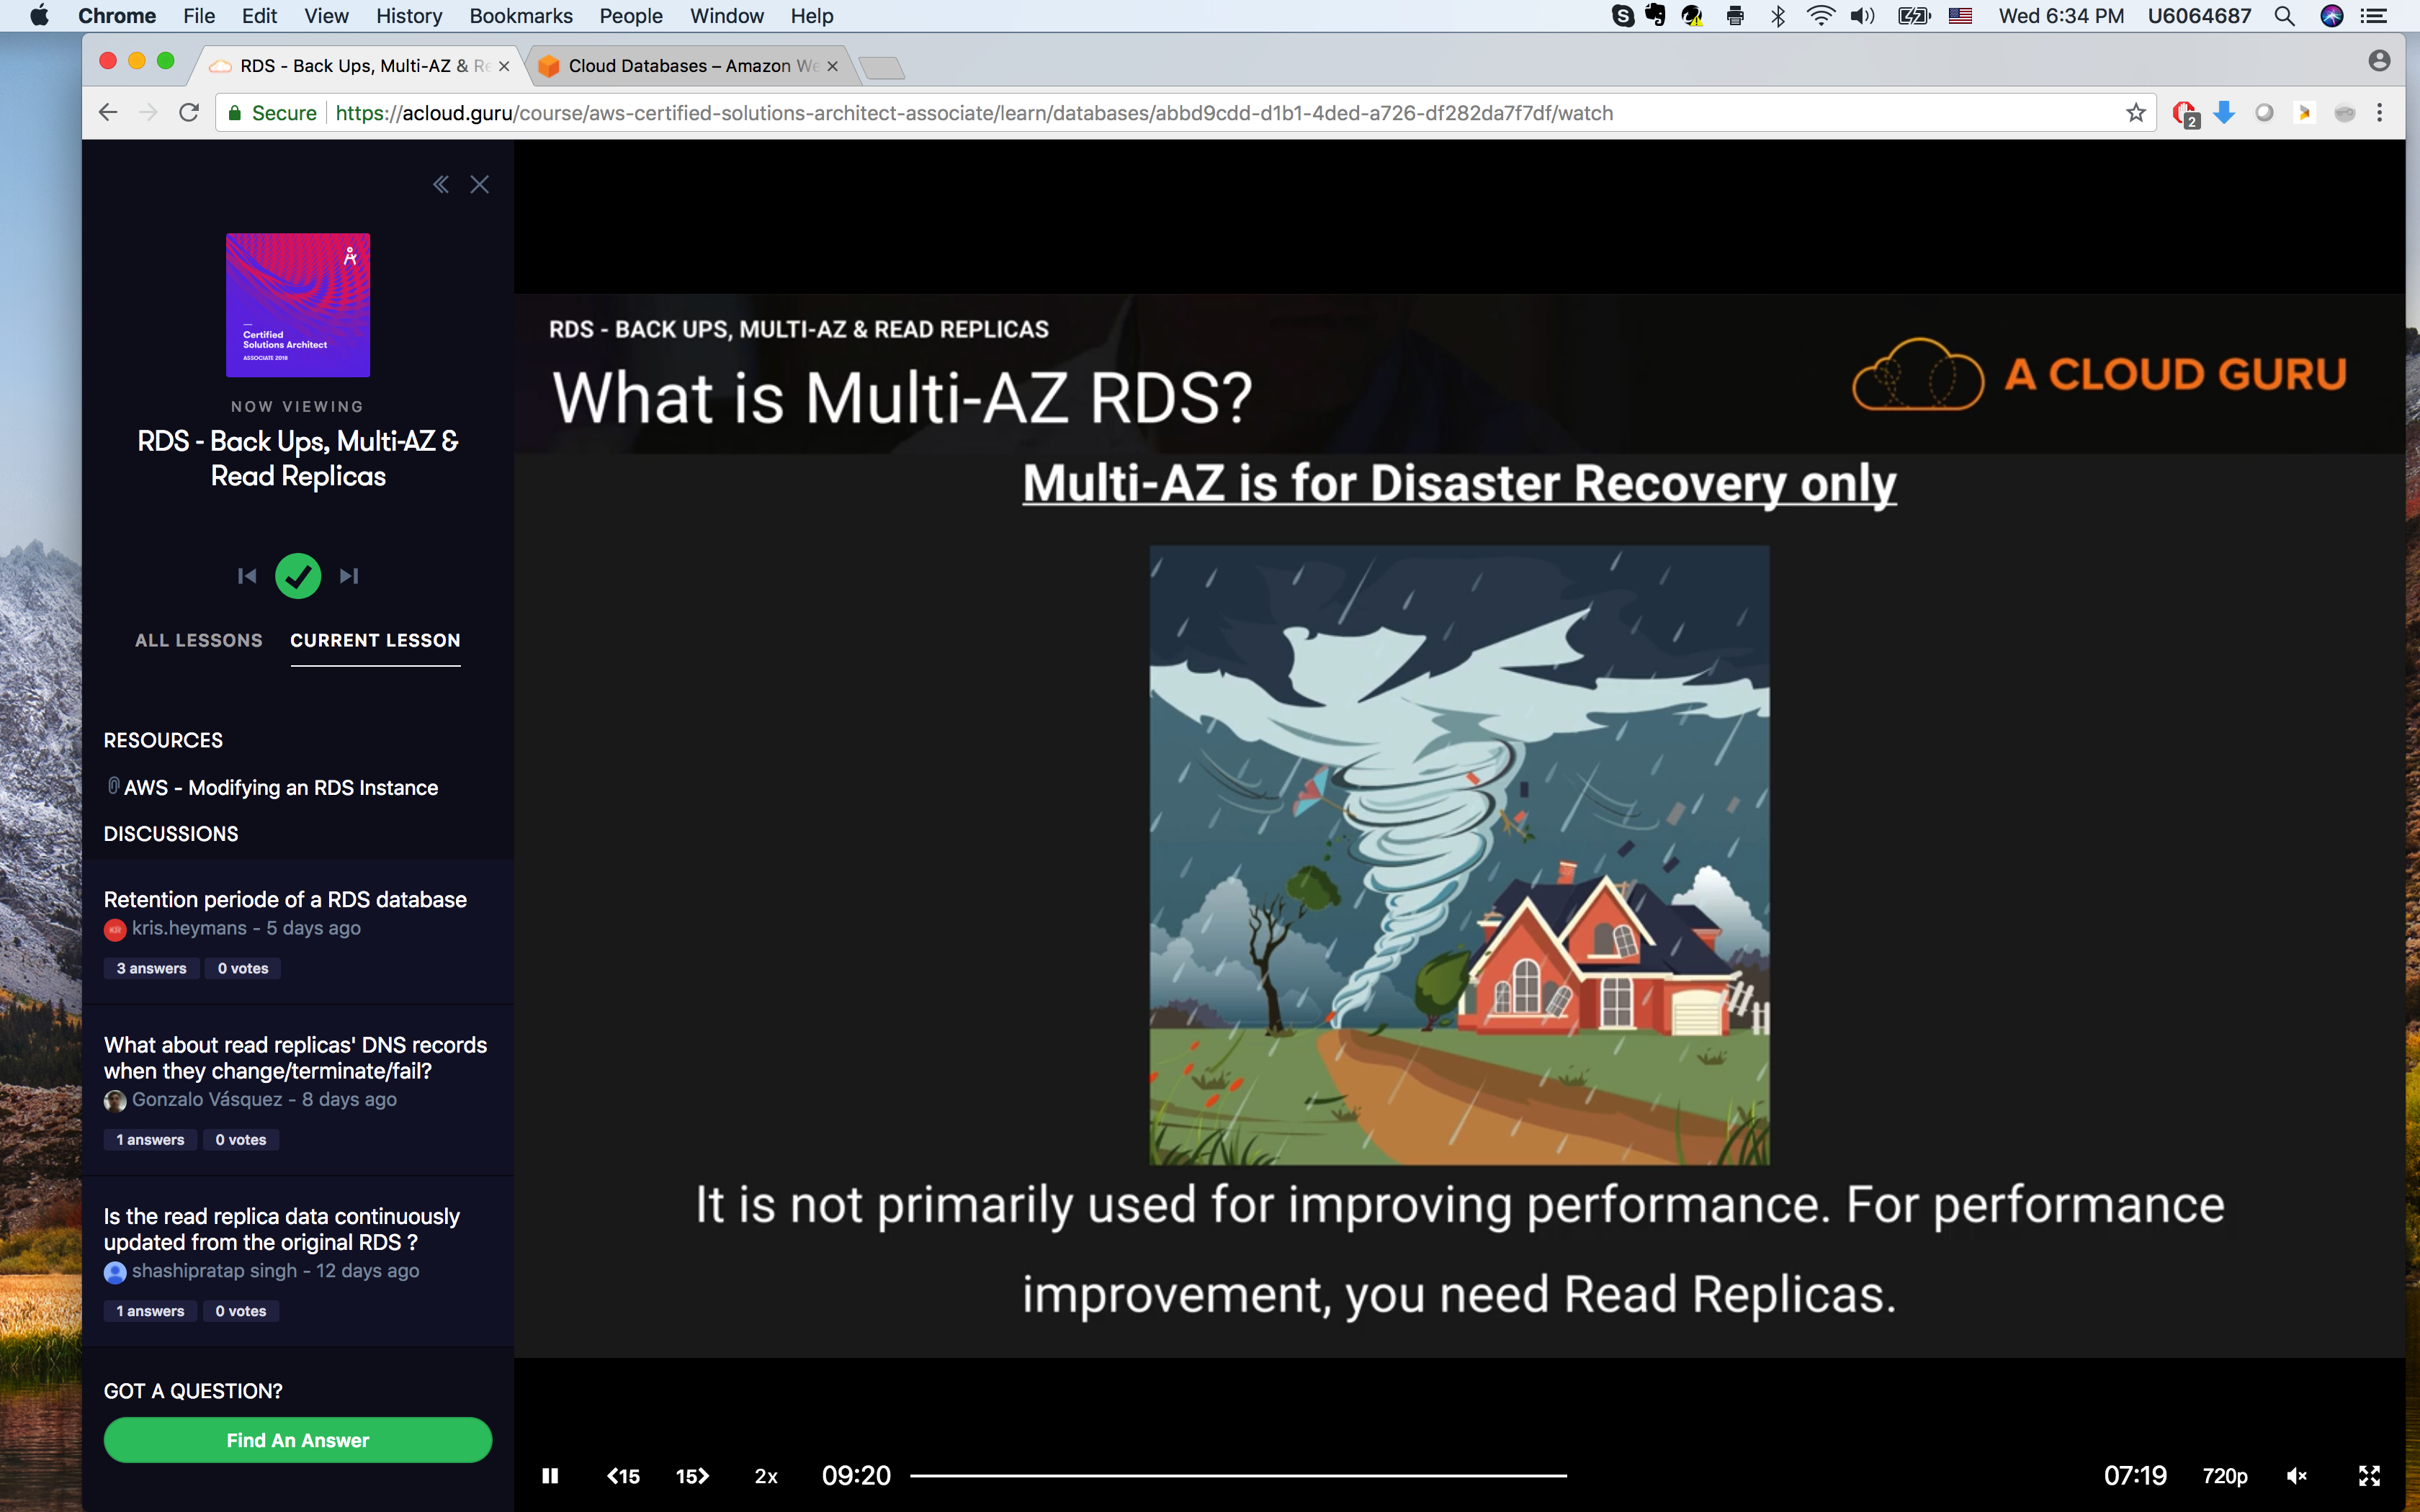 Chrome File Edit View History Bookmarks People Window Help
2
Wed 6:34 PM U6064687
RDS - Back Ups, Multi-AZ & Re
Cloud Databases – Amazon We
Secure https://acloud.guru/course/aws-certified-solutions-architect-associate/learn/databases/abbd9cdd-d1b1-4ded-a726-df282da7f7df/watch
Certified
Solutions Architect
ASSOCIATE 2018
NOW VIEWING
RDS - Back Ups, Multi-AZ &
Read Replicas
ALL LESSONS CURRENT LESSON
RESOURCES
AWS - Modifying an RDS Instance
DISCUSSIONS
Retention periode of a RDS database
KR kris.heymans - 5 days ago
3 answers 0 votes
What about read replicas' DNS records
when they change/terminate/fail?
Gonzalo Vásquez - 8 days ago
1 answers 0 votes
Is the read replica data continuously
updated from the original RDS ?
shashipratap singh - 12 days ago
1 answers 0 votes
GOT A QUESTION?
Find An Answer
RDS - BACK UPS, MULTI-AZ & READ REPLICAS
What is Multi-AZ RDS?
A CLOUD GURU
Multi-AZ is for Disaster Recovery only
It is not primarily used for improving performance. For performance
improvement, you need Read Replicas.
15 15 2x 09:20 07:19 720p